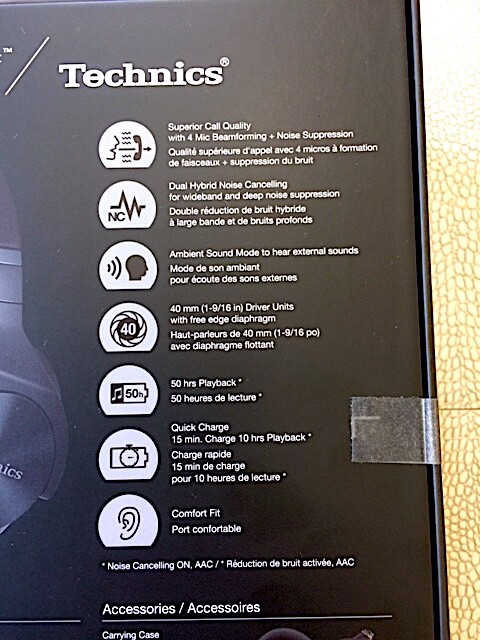 ™
Technics®
Superior Call Quality
with 4 Mic Beamforming + Noise Suppression
Qualité supérieure d'appel avec 4 micros à formation
de faisceaux + suppression du bruit
NC
Dual Hybrid Noise Cancelling
for wideband and deep noise suppression
Double réduction de bruit hybride
à large bande et de bruits profonds
Ambient Sound Mode to hear external sounds
Mode de son ambiant
pour écoute des sons externes
40
40 mm (1-9/16 in) Driver Units
with free edge diaphragm
Haut-parleurs de 40 mm (1-9/16 po)
avec diaphragme flottant
50h
50 hrs Playback *
50 heures de lecture *
Quick Charge
15 min. Charge 10 hrs Playback *
Charge rapide
15 min de charge
pour 10 heures de lecture *
nics
Comfort Fit
Port confortable
* Noise Cancelling ON, AAC / * Réduction de bruit activée, AAC
Accessories / Accessoires
Carrying Case